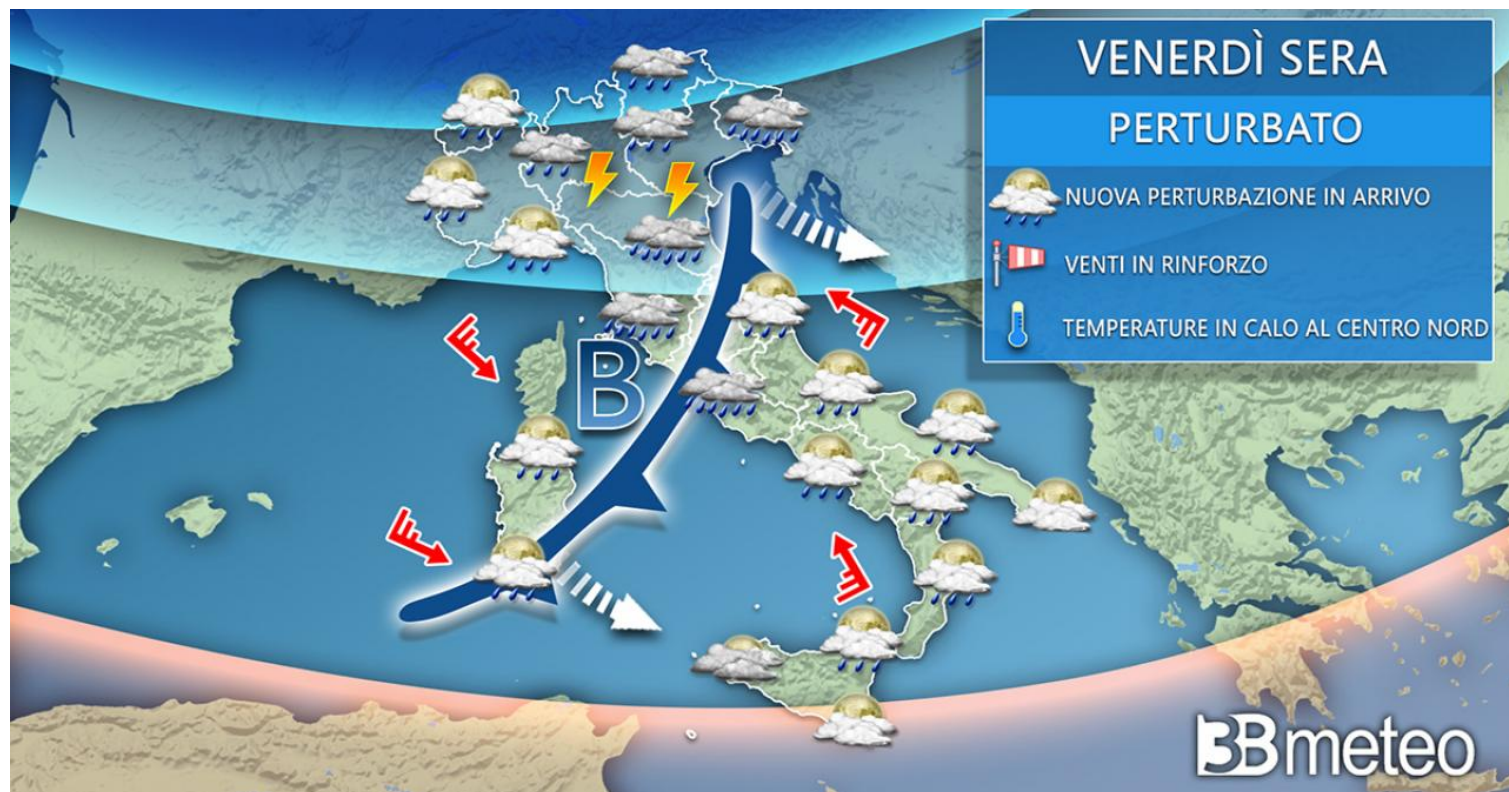 VENERDÌ SERA
PERTURBATO
NUOVA PERTURBAZIONE IN ARRIVO
VENTI IN RINFORZO
TEMPERATURE IN CALO AL CENTRO NORD
B
3Bmeteo